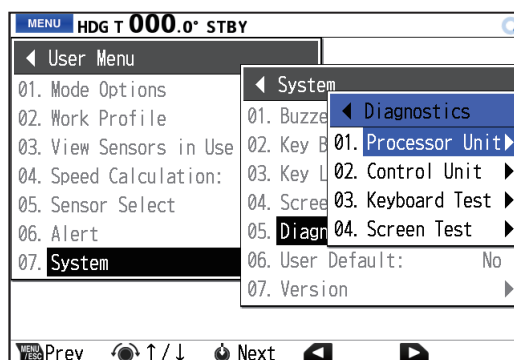 MENU HDG T 000.0° STBY
◀ User Menu
01. Mode Options
02. Work Profile
03. View Sensors in Use
04. Speed Calculation:
05. Sensor Select
06. Alert
07. System
◀ System
01. Buzze
02. Key B
03. Key L
04. Scree
05. Diagn
06. User Default: No
07. Version ▶
◀ Diagnostics
01. Processor Unit ▶
02. Control Unit ▶
03. Keyboard Test ▶
04. Screen Test ▶
MENU/ESC Prev ↑/↓ Next ◀ ▶